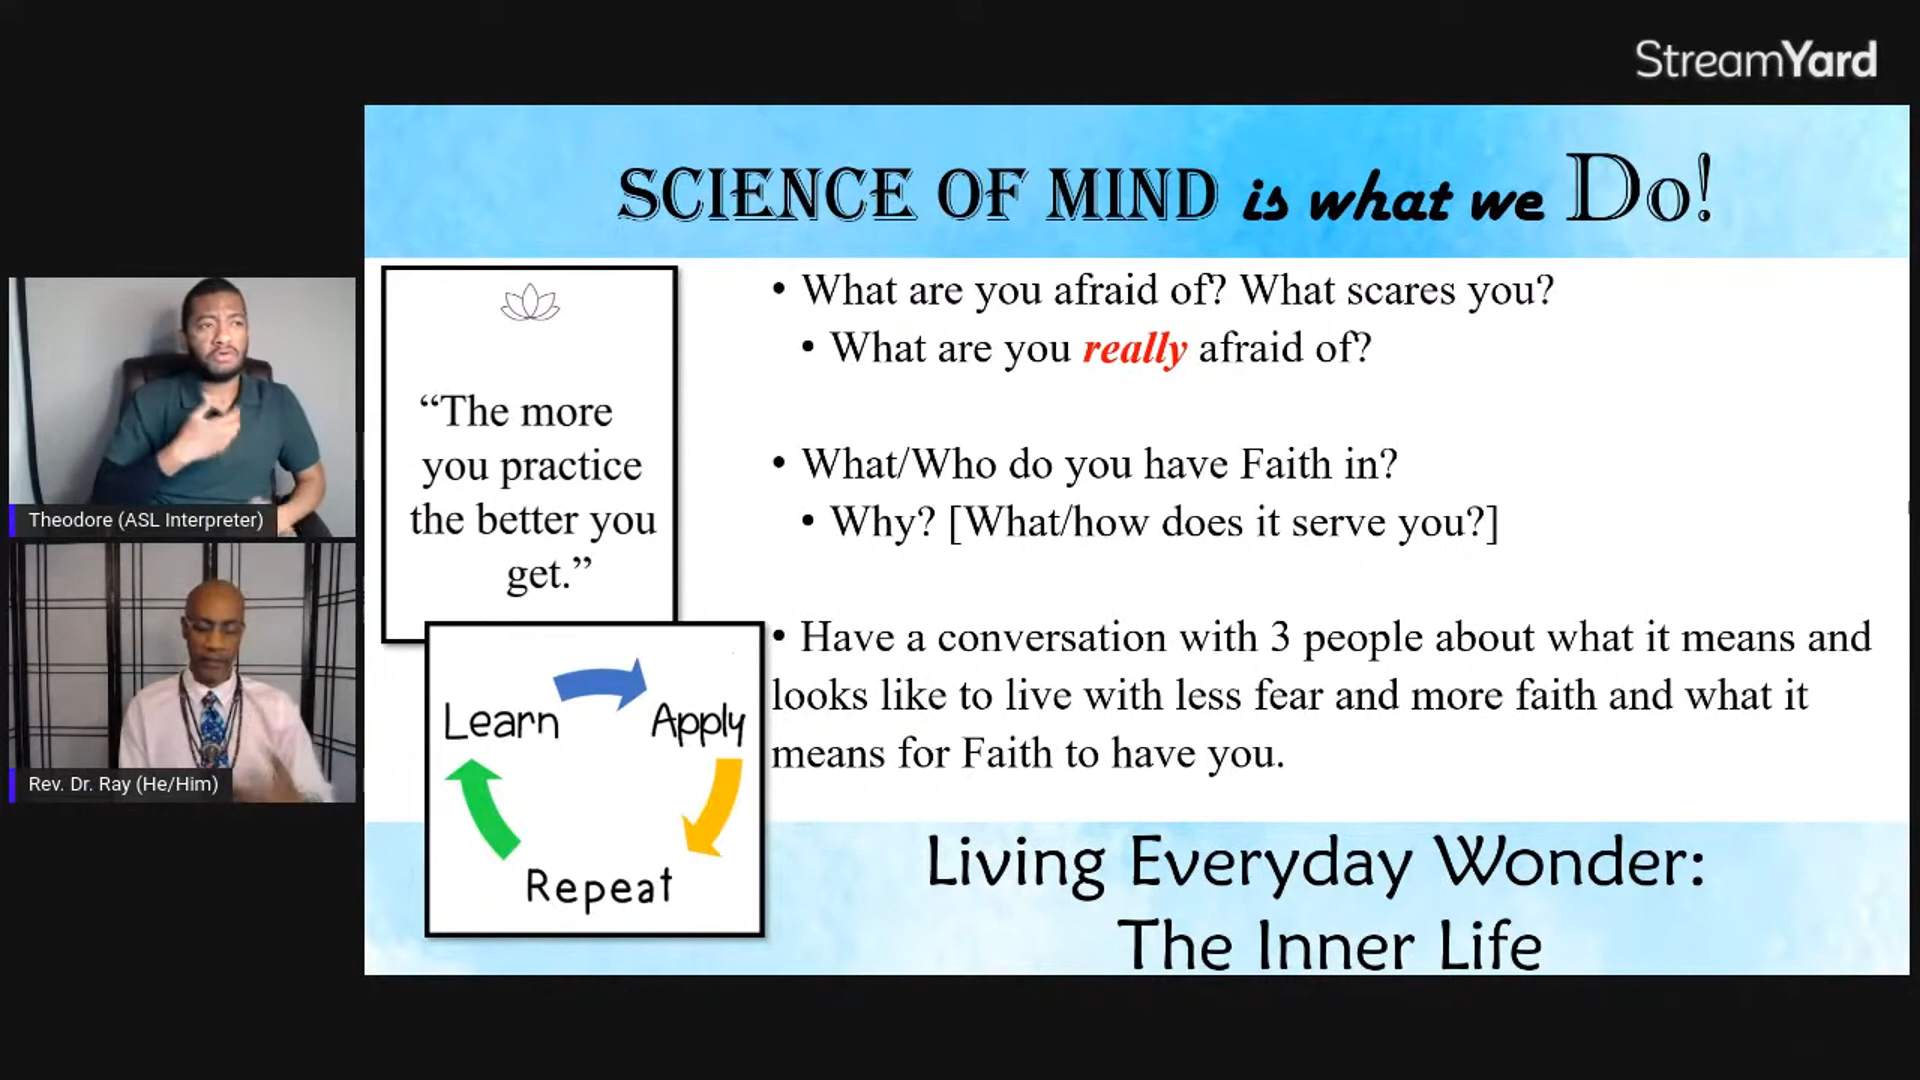 StreamYard
SCIENCE OF MIND is what we Do!
“The more
you practice
the better you
get.”
Learn
Apply
Repeat
• What are you afraid of? What scares you?
• What are you really afraid of?
• What/Who do you have Faith in?
• Why? [What/how does it serve you?]
• Have a conversation with 3 people about what it means and
looks like to live with less fear and more faith and what it
means for Faith to have you.
Living Everyday Wonder:
The Inner Life
Theodore (ASL Interpreter)
Rev. Dr. Ray (He/Him)